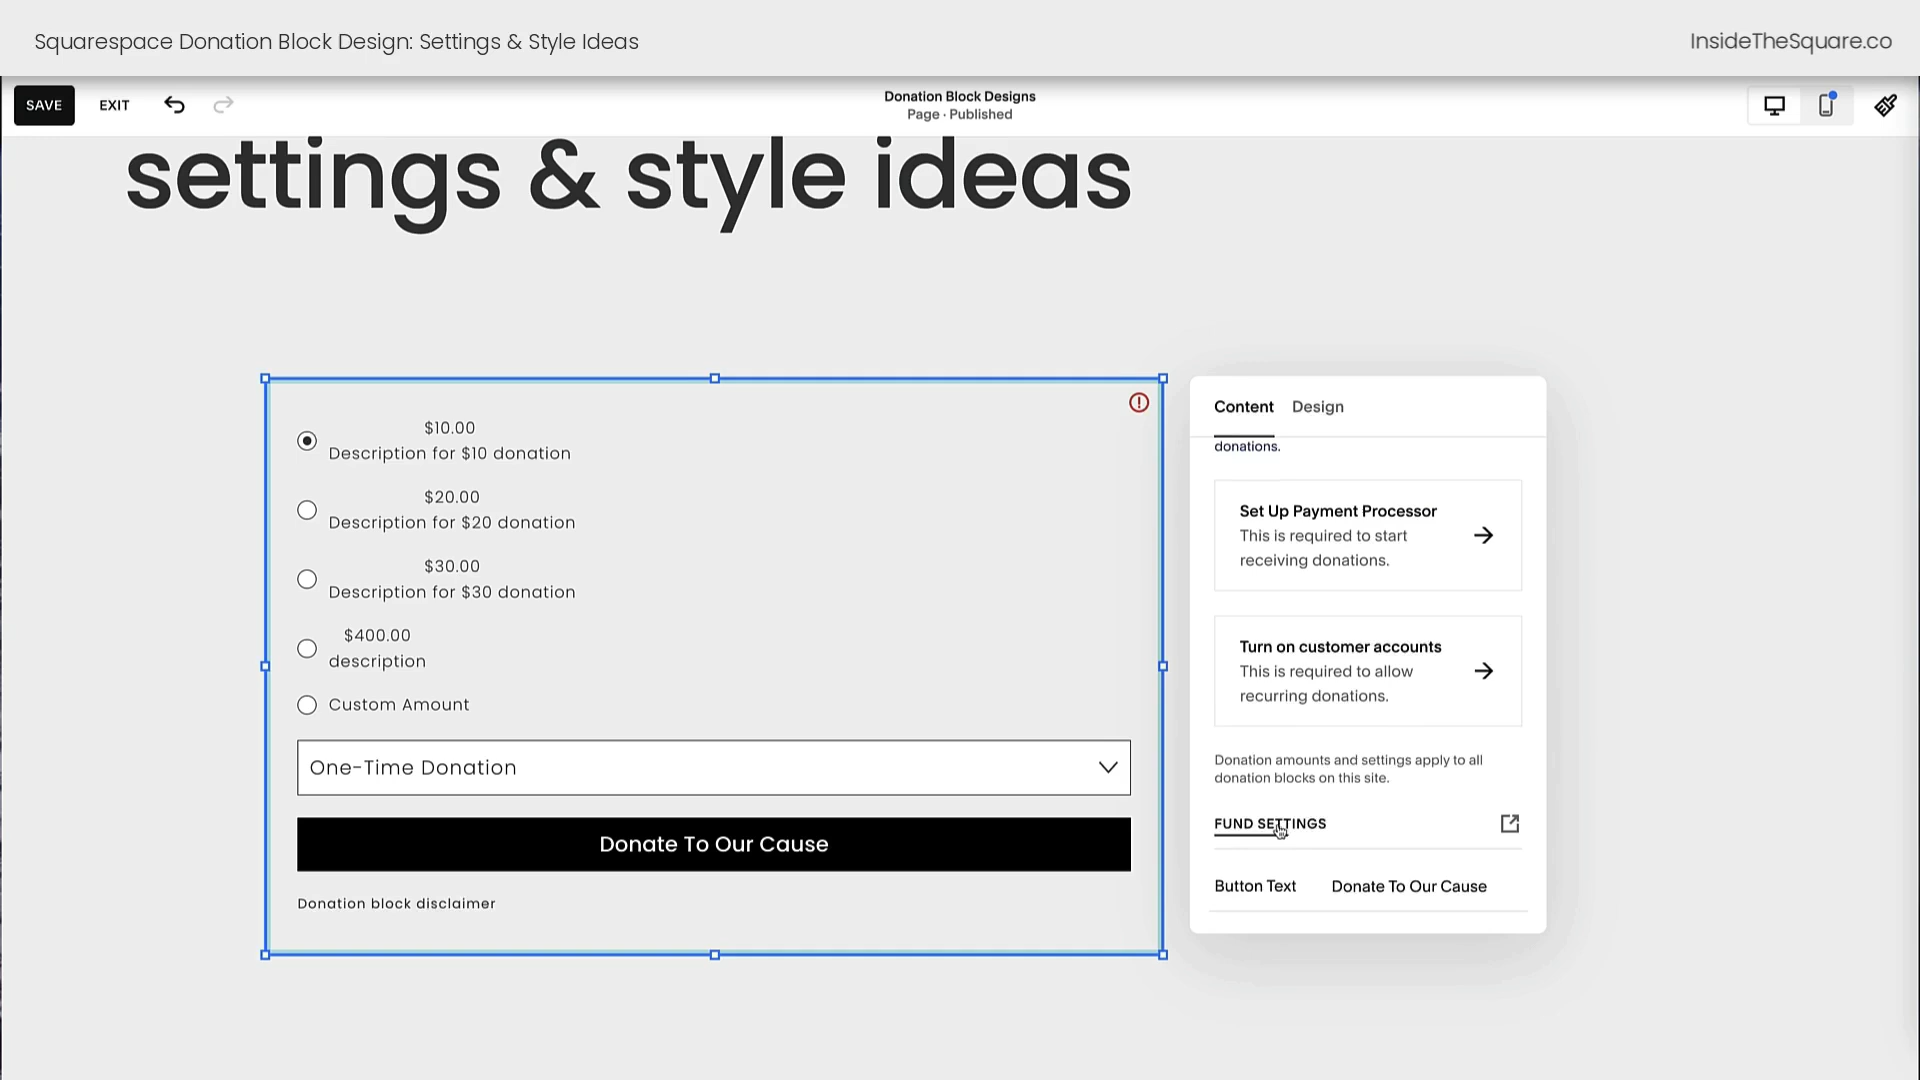 Squarespace Donation Block Design: Settings & Style Ideas
InsideTheSquare.co
SAVE
EXIT
Donation Block Designs
Page · Published
settings & style ideas
$10.00
Description for $10 donation
$20.00
Description for $20 donation
$30.00
Description for $30 donation
$400.00
description
Custom Amount
One-Time Donation
Donate To Our Cause
Donation block disclaimer
Content
Design
donations.
Set Up Payment Processor
This is required to start
receiving donations.
Turn on customer accounts
This is required to allow
recurring donations.
Donation amounts and settings apply to all
donation blocks on this site.
FUND SETTINGS
Button Text
Donate To Our Cause